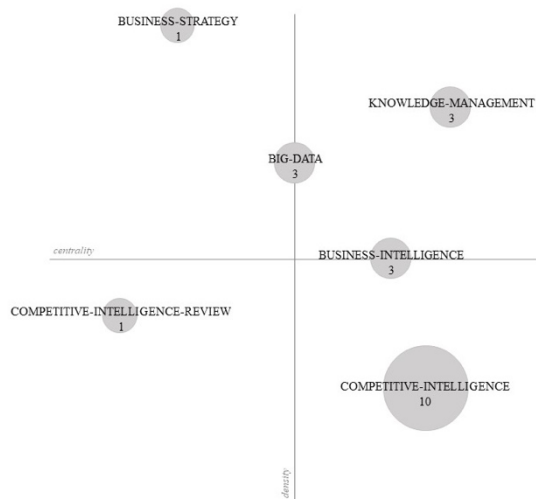 BUSINESS-STRATEGY
1
KNOWLEDGE-MANAGEMENT
3
BIG-DATA
3
centrality
BUSINESS-INTELLIGENCE
3
COMPETITIVE-INTELLIGENCE-REVIEW
1
COMPETITIVE-INTELLIGENCE
10
density